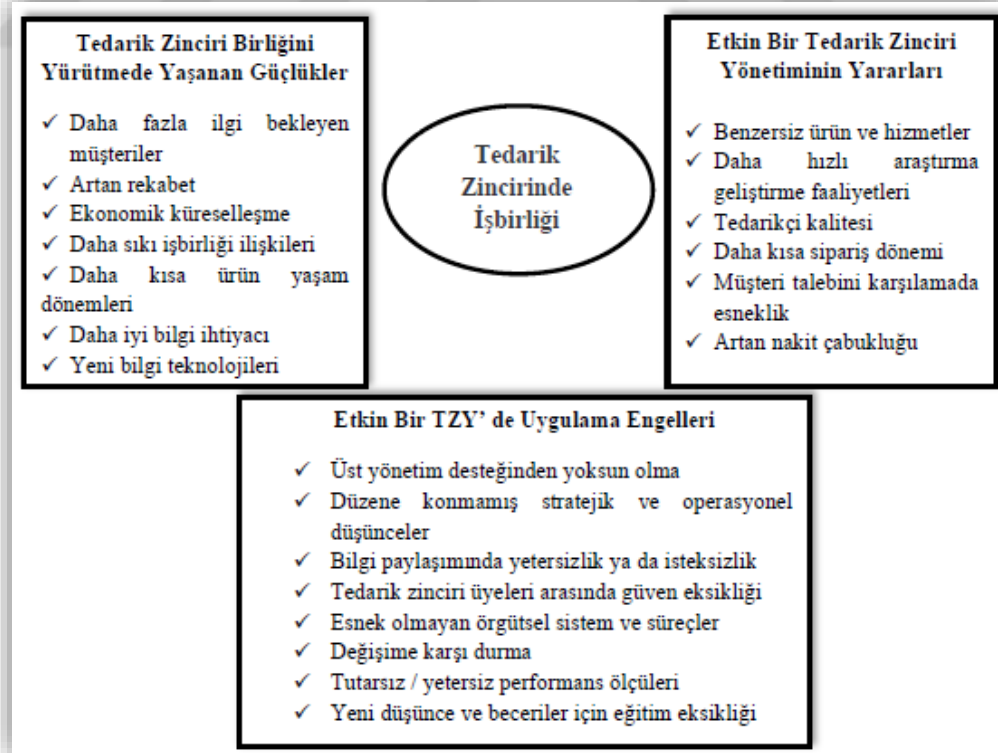 Tedarik Zinciri Birliğini
Yürütmede Yaşanan Güçlükler
✓ Daha fazla ilgi bekleyen
müşteriler
✓ Artan rekabet
✓ Ekonomik küreselleşme
✓ Daha sıkı işbirliği ilişkileri
✓ Daha kısa ürün yaşam
dönemleri
✓ Daha iyi bilgi ihtiyacı
✓ Yeni bilgi teknolojileri
Tedarik
Zincirinde
İşbirliği
Etkin Bir Tedarik Zinciri
Yönetiminin Yararları
✓ Benzersiz ürün ve hizmetler
✓ Daha hızlı araştırma
geliştirme faaliyetleri
✓ Tedarikçi kalitesi
✓ Daha kısa sipariş dönemi
✓ Müşteri talebini karşılamada
esneklik
✓ Artan nakit çabukluğu
Etkin Bir TZY’ de Uygulama Engelleri
✓ Üst yönetim desteğinden yoksun olma
✓ Düzene konmamış stratejik ve operasyonel
düşünceler
✓ Bilgi paylaşımında yetersizlik ya da isteksizlik
✓ Tedarik zinciri üyeleri arasında güven eksikliği
✓ Esnek olmayan örgütsel sistem ve süreçler
✓ Değişime karşı durma
✓ Tutarsız / yetersiz performans ölçüleri
✓ Yeni düşünce ve beceriler için eğitim eksikliği